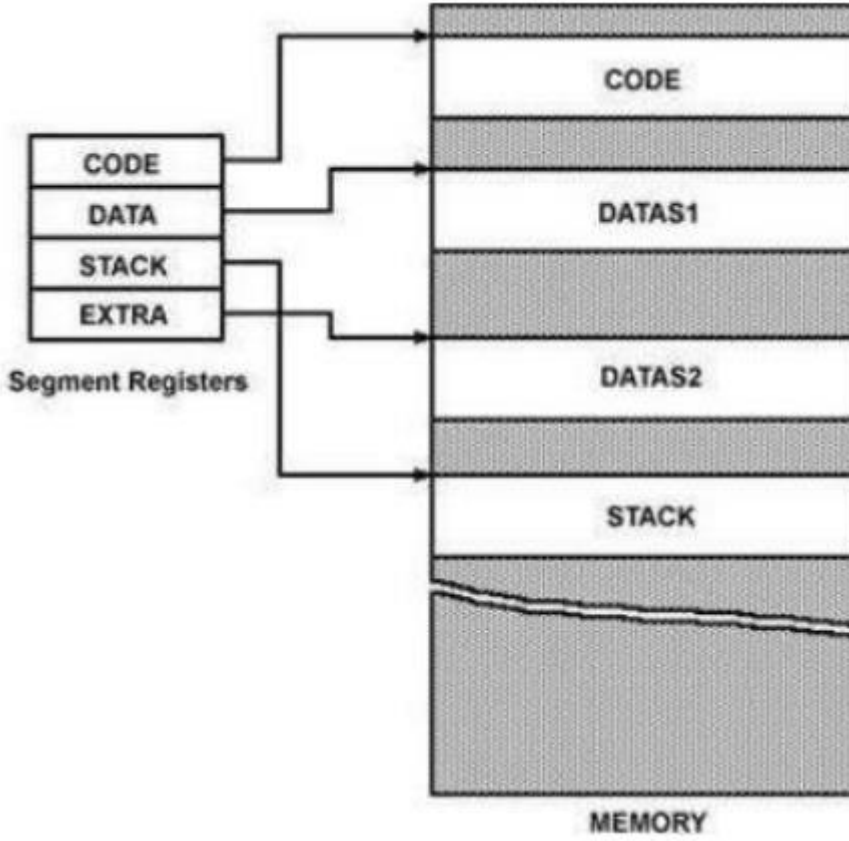 CODE
DATA
STACK
EXTRA
Segment Registers
CODE
DATAS1
DATAS2
STACK
MEMORY